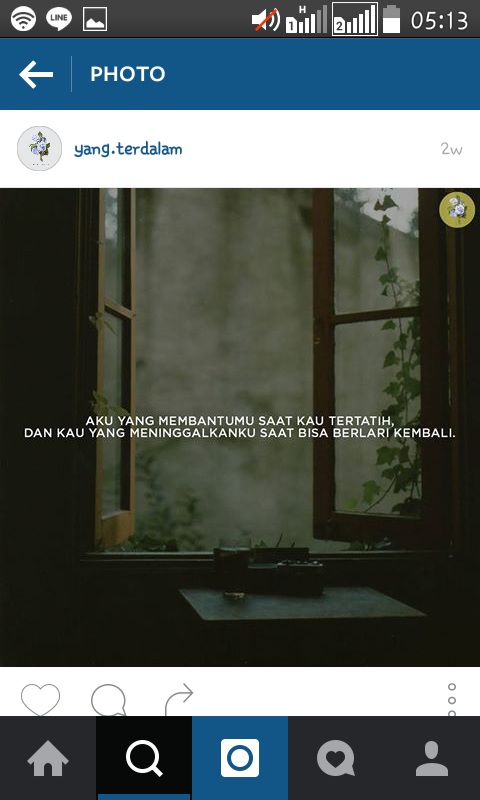 LINE
H
1
2
05:13
PHOTO
yang.terdalam
2w
AKU YANG MEMBANTUMU SAAT KAU TERTATIH,
DAN KAU YANG MENINGGALKANKU SAAT BISA BERLARI KEMBALI.